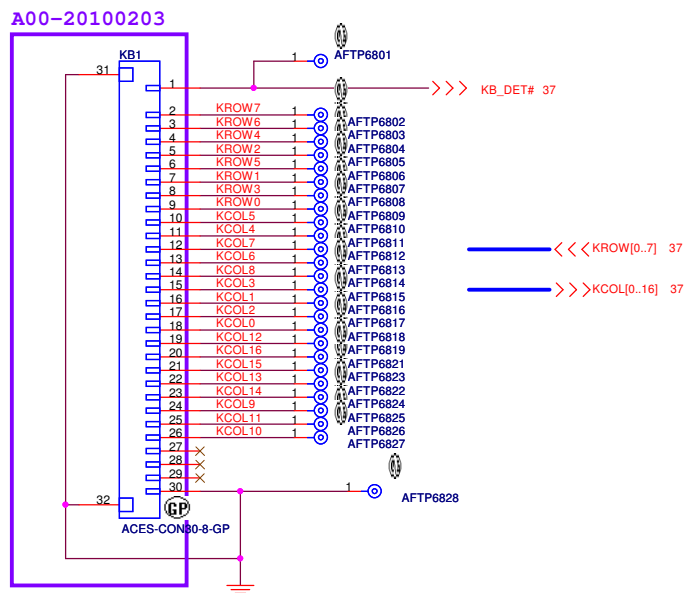 A00-20100203
KB1
1 AFTP6801
31
1 KB_DET# 37
2 KROW7 1 AFTP6802
3 KROW6 1 AFTP6803
4 KROW4 1 AFTP6804
5 KROW2 1 AFTP6805
6 KROW5 1 AFTP6806
7 KROW1 1 AFTP6807
8 KROW3 1 AFTP6808
9 KROW0 1 AFTP6809
10 KCOL5 1 AFTP6810
11 KCOL4 1 AFTP6811
12 KCOL7 1 AFTP6812
13 KCOL6 1 AFTP6813
14 KCOL8 1 AFTP6814
15 KCOL3 1 AFTP6815
16 KCOL1 1 AFTP6816
17 KCOL2 1 AFTP6817
18 KCOL0 1 AFTP6818
19 KCOL12 1 AFTP6819
20 KCOL16 1 AFTP6821
21 KCOL15 1 AFTP6823
22 KCOL13 1 AFTP6822
23 KCOL14 1 AFTP6824
24 KCOL9 1 AFTP6825
25 KCOL11 1 AFTP6826
26 KCOL10 1 AFTP6827
27
28
29
30 1 AFTP6828
32
GP
ACES-CON30-8-GP
KROW[0..7] 37
KCOL[0..16] 37